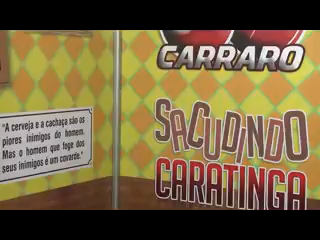 CARRARO
SACUDINDO
CARATINGA
"A cerveja e a cachaça são os
piores inimigos do homem.
Mas o homem que foge dos
seus inimigos é um covarde."